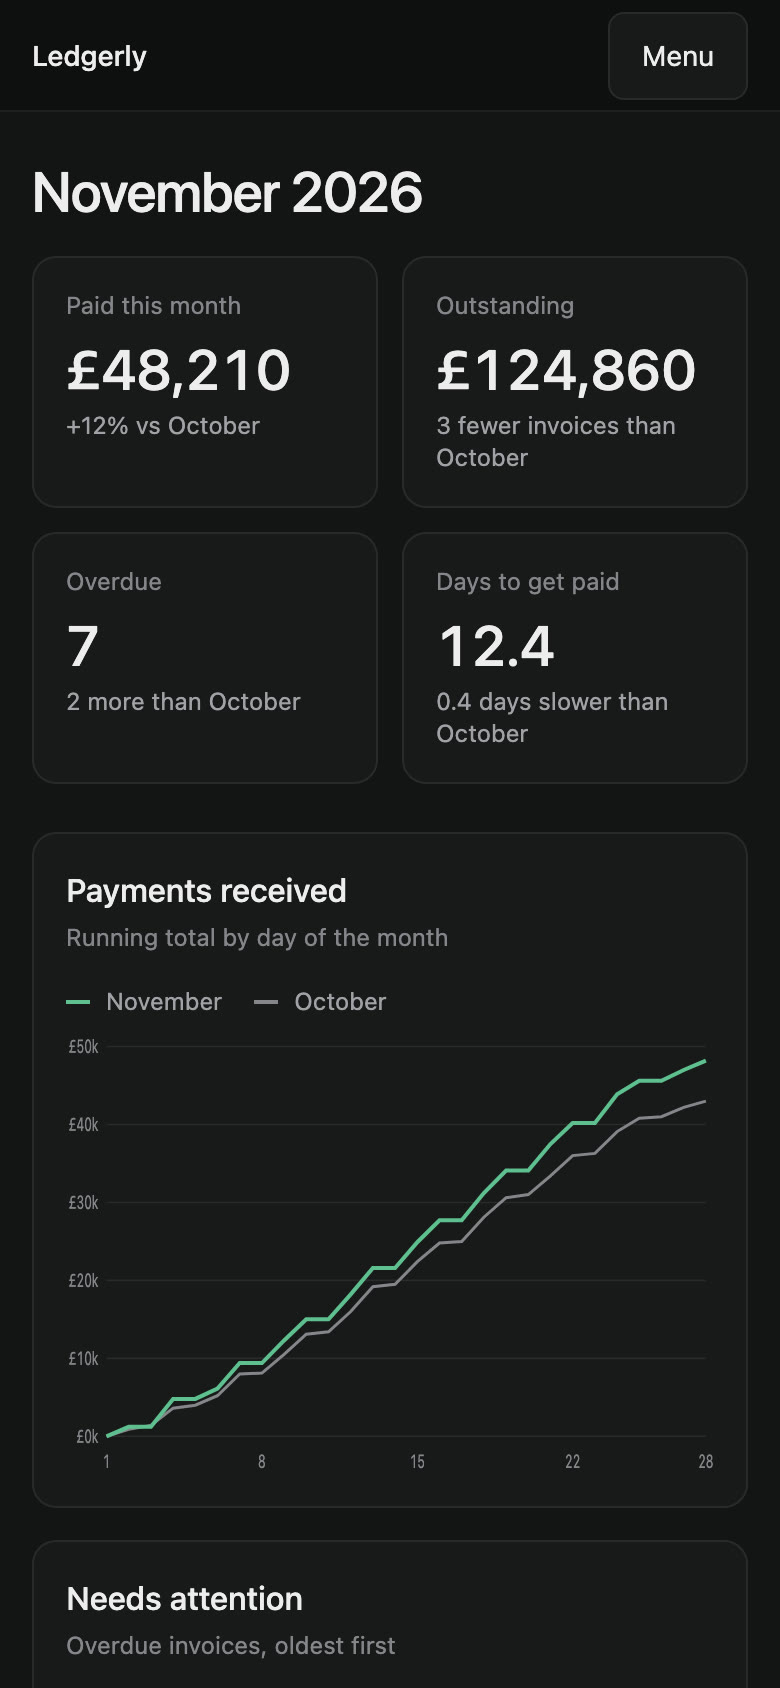 Ledgerly
Menu
November 2026
Paid this month
£48,210
+12% vs October
Outstanding
£124,860
3 fewer invoices than
October
Overdue
7
2 more than October
Days to get paid
12.4
0.4 days slower than
October
Payments received
Running total by day of the month
November
October
£50k
£40k
£30k
£20k
£10k
£0k
1 8 15 22 28
Needs attention
Overdue invoices, oldest first